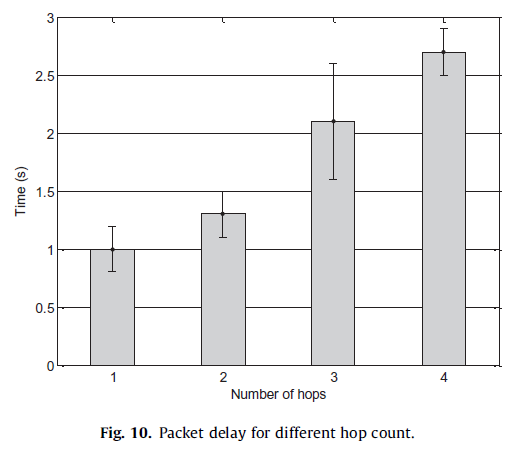 3
2.5
2
1.5
1
0.5
0
Time (s)
1 2 3 4
Number of hops
Fig. 10. Packet delay for different hop count.